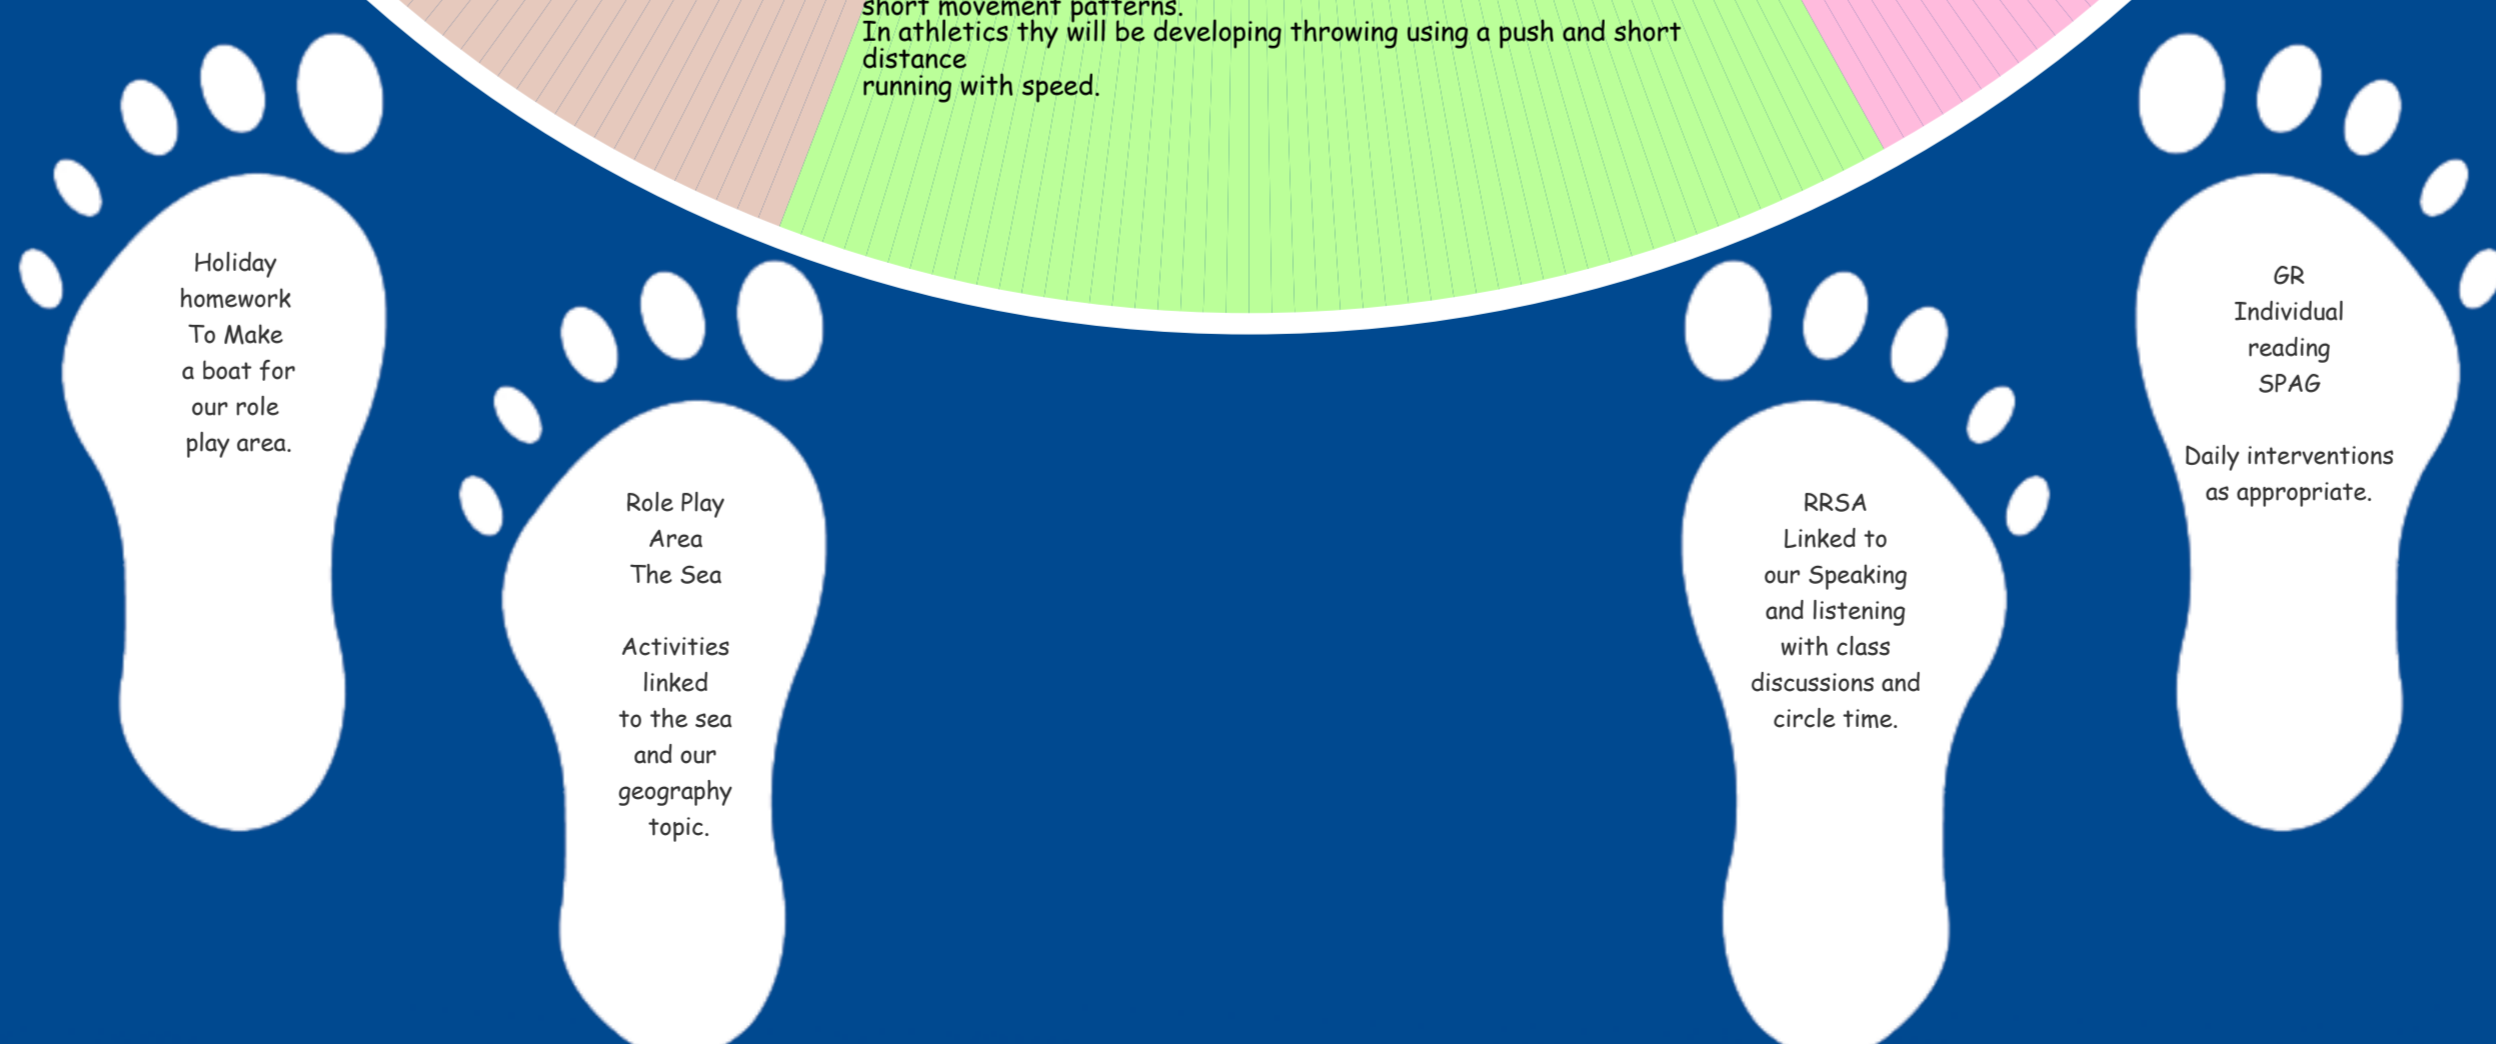 short movement patterns.
In athletics thy will be developing throwing using a push and short
distance
running with speed.
Holiday
homework
To Make
a boat for
our role
play area.
Role Play
Area
The Sea
Activities
linked
to the sea
and our
geography
topic.
RRSA
Linked to
our Speaking
and listening
with class
discussions and
circle time.
GR
Individual
reading
SPAG
Daily interventions
as appropriate.